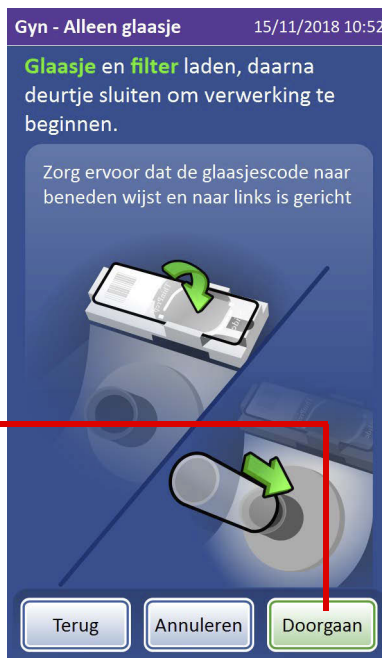 Gyn - Alleen glaasje 15/11/2018 10:52
Glaasje en filter laden, daarna
deurtje sluiten om verwerking te
beginnen.
Zorg ervoor dat de glaasjescode naar
beneden wijst en naar links is gericht
Terug Annuleren Doorgaan